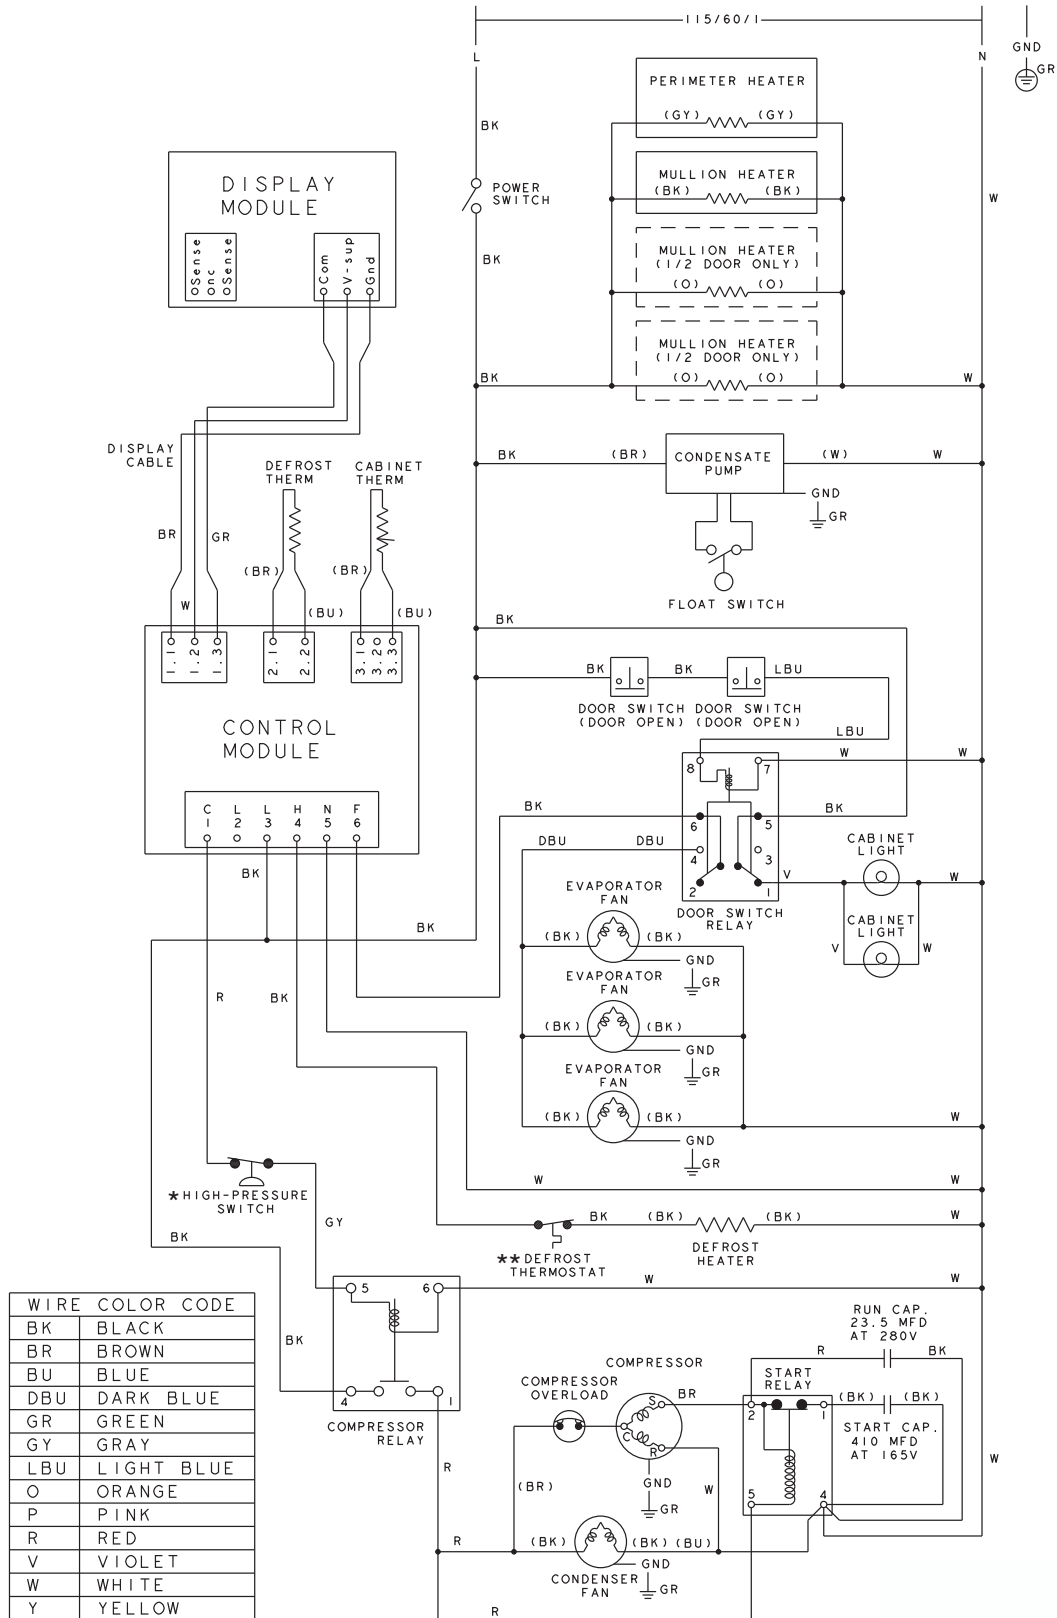 115/60/1
L
N
GND
GR
BK
PERIMETER HEATER
(GY) (GY)
MULLION HEATER
(BK) (BK)
POWER
SWITCH
W
BK
MULLION HEATER
(1/2 DOOR ONLY)
(O) (O)
MULLION HEATER
(1/2 DOOR ONLY)
(O) (O)
BK
W
DISPLAY
MODULE
Sense
nc
Sense
Com
V-sup
Gnd
DISPLAY
CABLE
DEFROST
THERM
CABINET
THERM
BR
GR
W
(BR)
(BU)
(BR)
(BU)
BK
(BR)
CONDENSATE
PUMP
(W)
W
GND
GR
FLOAT SWITCH
1.1
1.2
1.3
2.1
2.2
3.1
3.2
3.3
CONTROL
MODULE
C L L H N F
1 2 3 4 5 6
BK
BK
BK
LBU
DOOR SWITCH
(DOOR OPEN)
DOOR SWITCH
(DOOR OPEN)
LBU
W
W
8
7
BK
6
5
BK
DBU
DBU
4
3
2
1
V
DOOR SWITCH
RELAY
CABINET
LIGHT
W
CABINET
LIGHT
V
W
BK
BK
R
BK
EVAPORATOR
FAN
(BK) (BK)
GND
GR
EVAPORATOR
FAN
(BK) (BK)
GND
GR
EVAPORATOR
FAN
(BK) (BK)
W
GND
GR
*HIGH-PRESSURE
SWITCH
W
W
GY
BK
BK
(BK)
(BK)
W
**DEFROST
THERMOSTAT
DEFROST
HEATER
5
6
W
W
BK
4
1
COMPRESSOR
RELAY
R
WIRE COLOR CODE
BK BLACK
BR BROWN
BU BLUE
DBU DARK BLUE
GR GREEN
GY GRAY
LBU LIGHT BLUE
O ORANGE
P PINK
R RED
V VIOLET
W WHITE
Y YELLOW
RUN CAP.
23.5 MFD
AT 280V
R
BK
COMPRESSOR
COMPRESSOR
OVERLOAD
S
C
R
BR
START
RELAY
2
1
(BK) (BK)
START CAP.
410 MFD
AT 165V
5
4
W
GND
GR
(BR)
W
R
(BK)
(BK) (BU)
GND
GR
CONDENSER
FAN
R